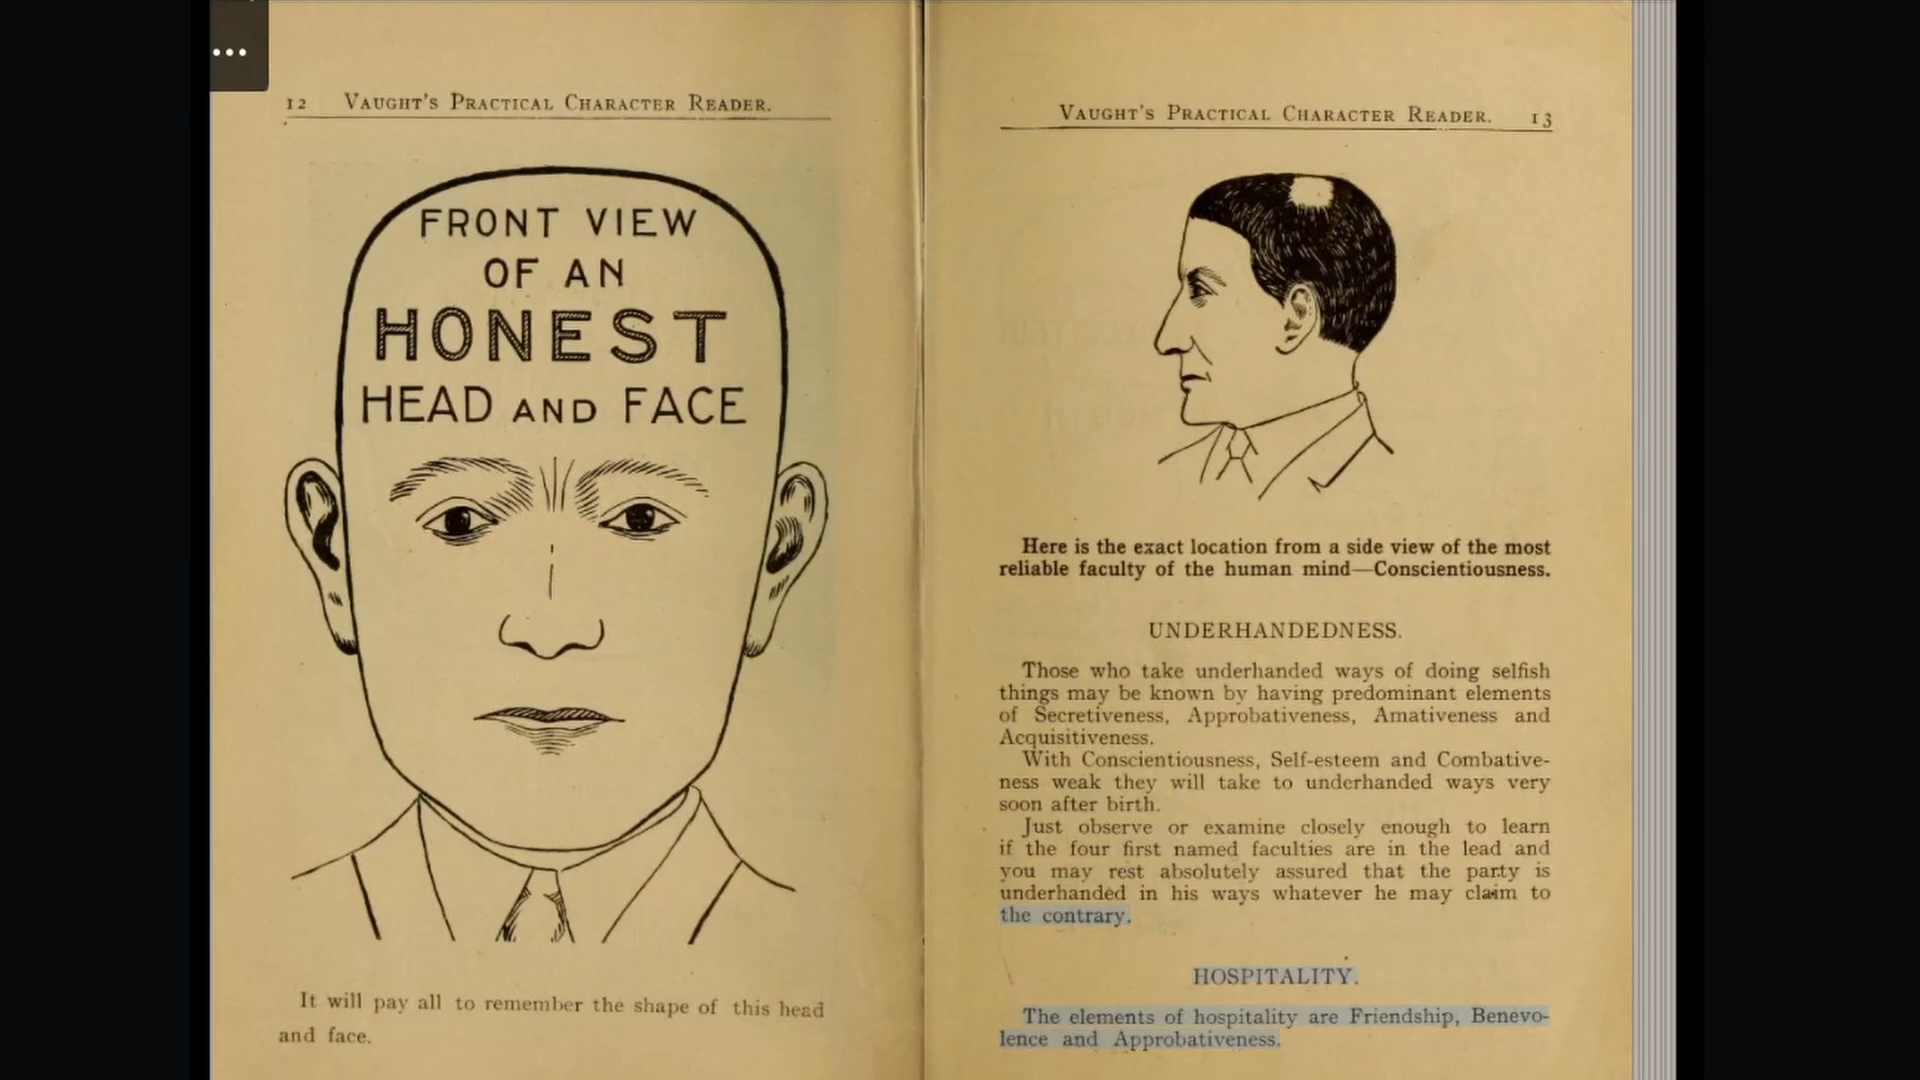 12 VAUGHT'S PRACTICAL CHARACTER READER.
FRONT VIEW
OF AN
HONEST
HEAD AND FACE
It will pay all to remember the shape of this head
and face.
VAUGHT'S PRACTICAL CHARACTER READER. 13
Here is the exact location from a side view of the most
reliable faculty of the human mind—Conscientiousness.
UNDERHANDEDNESS.
Those who take underhanded ways of doing selfish
things may be known by having predominant elements
of Secretiveness, Approbativeness, Amativeness and
Acquisitiveness.
With Conscientiousness, Self-esteem and Combative-
ness weak they will take to underhanded ways very
soon after birth.
Just observe or examine closely enough to learn
if the four first named faculties are in the lead and
you may rest absolutely assured that the party is
underhanded in his ways whatever he may claim to
the contrary.
HOSPITALITY.
The elements of hospitality are Friendship, Benevo-
lence and Approbativeness.